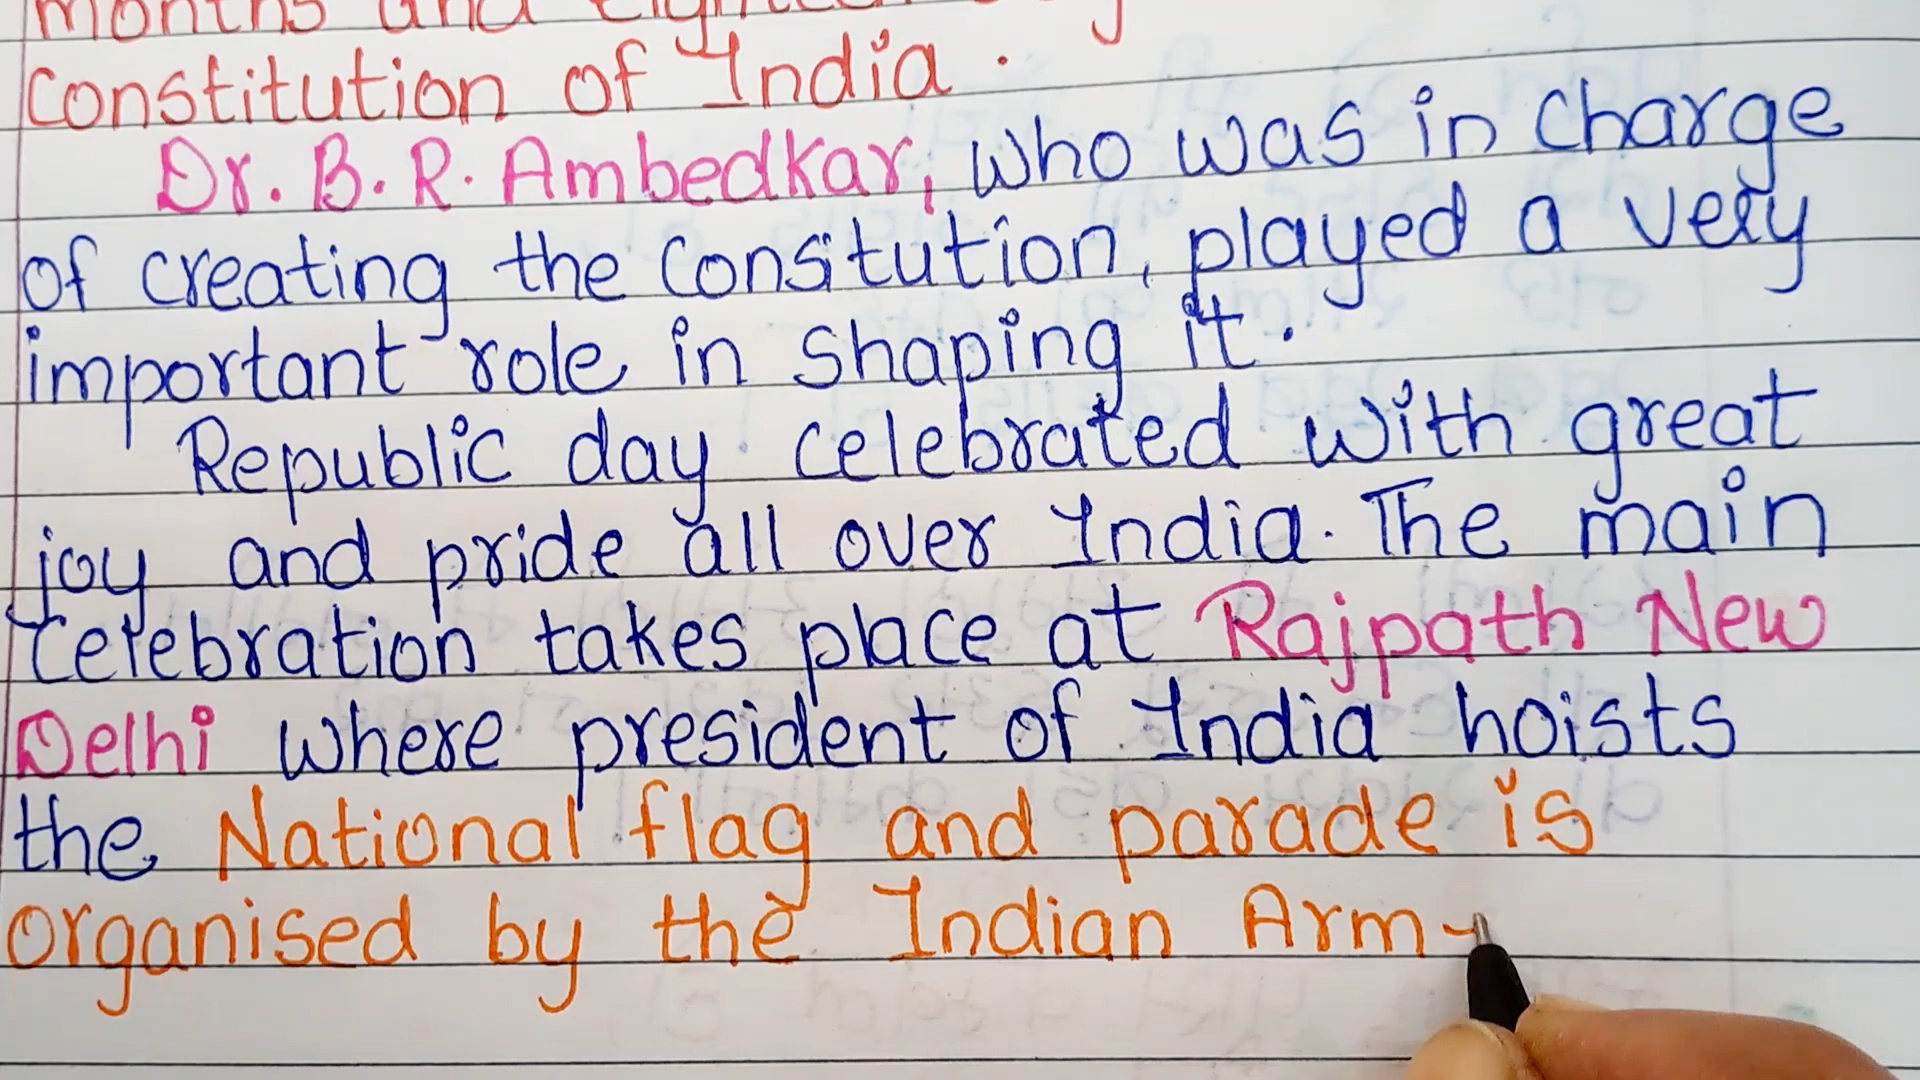 months and
constitution of India.
Dr. B. R. Ambedkar, who was in charge
of creating the consitution, played a very
important role in shaping it.
Republic day celebrated with great
joy and pride all over India. The main
celebration takes place at Rajpath New
Delhi where president of India hoists
the National flag and parade is
organised by the Indian Arm